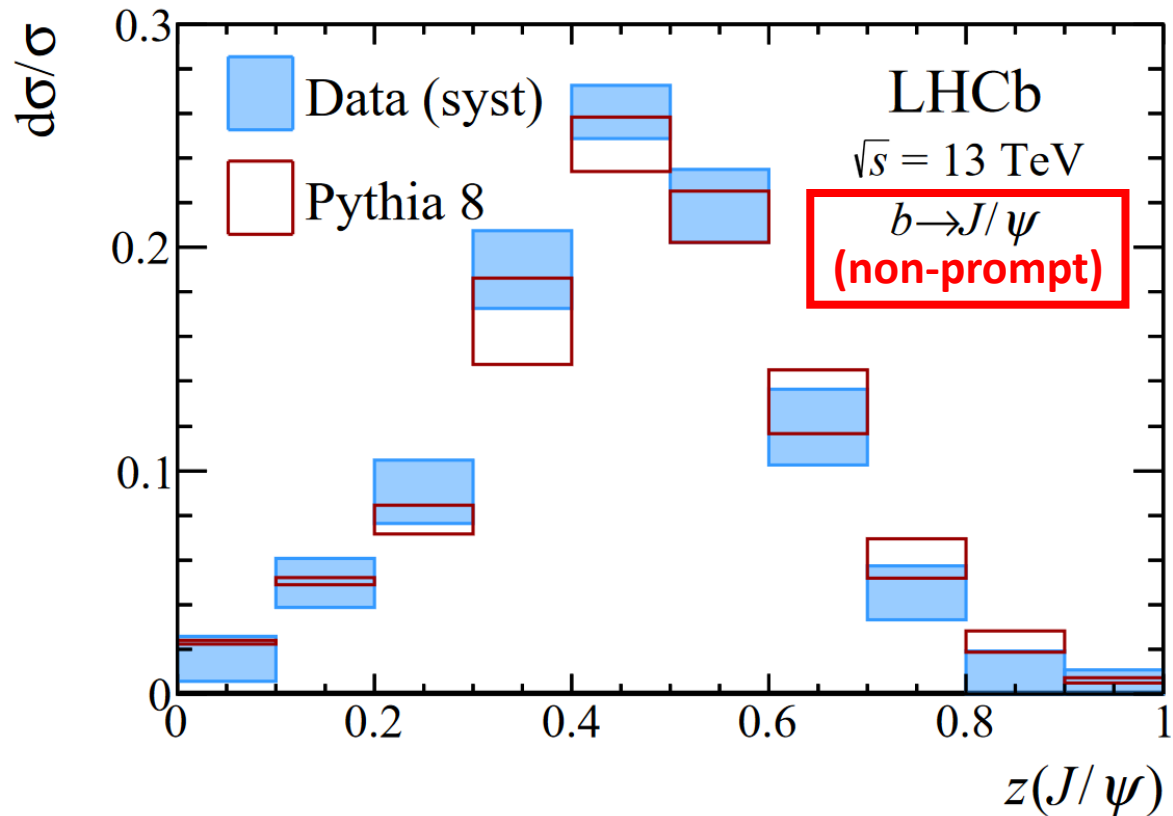 dσ/σ
0.3
0.2
0.1
0
Data (syst)
Pythia 8
LHCb
√s = 13 TeV
b→J/ψ
(non-prompt)
0 0.2 0.4 0.6 0.8 1
z(J/ψ)